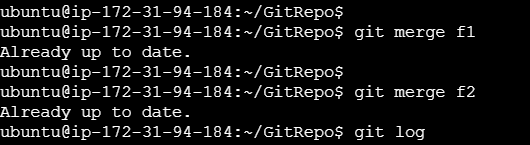 ubuntu@ip-172-31-94-184:~/GitRepo$
ubuntu@ip-172-31-94-184:~/GitRepo$ git merge f1
Already up to date.
ubuntu@ip-172-31-94-184:~/GitRepo$
ubuntu@ip-172-31-94-184:~/GitRepo$ git merge f2
Already up to date.
ubuntu@ip-172-31-94-184:~/GitRepo$ git log